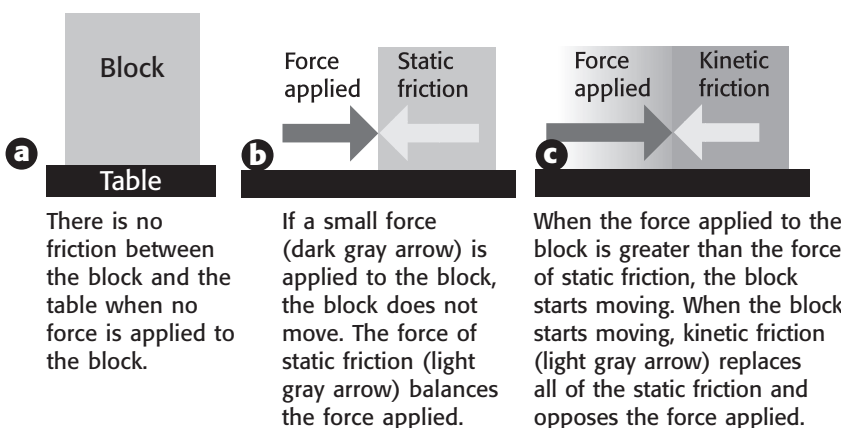 Block
a
Table
There is no
friction between
the block and the
table when no
force is applied to
the block.
Force
applied
Static
friction
b
If a small force
(dark gray arrow) is
applied to the block,
the block does not
move. The force of
static friction (light
gray arrow) balances
the force applied.
Force
applied
Kinetic
friction
c
When the force applied to the
block is greater than the force
of static friction, the block
starts moving. When the block
starts moving, kinetic friction
(light gray arrow) replaces
all of the static friction and
opposes the force applied.